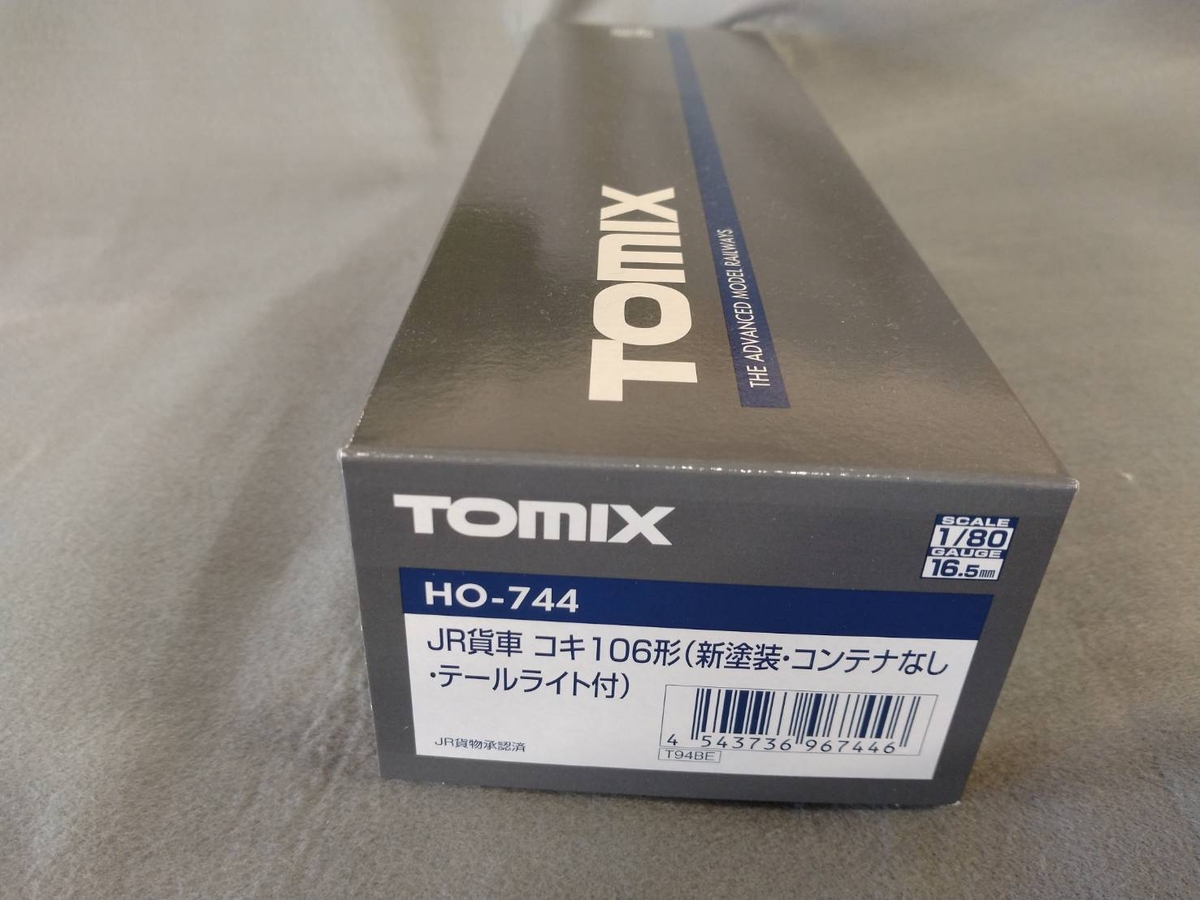 TOMIX
THE ADVANCED MODEL RAILWAYS
TOMIX
SCALE
1/80
GAUGE
16.5mm
HO-744
JR貨車 コキ106形(新塗装・コンテナなし
・テールライト付)
4 543736 967446
JR貨物承認済
T94BE